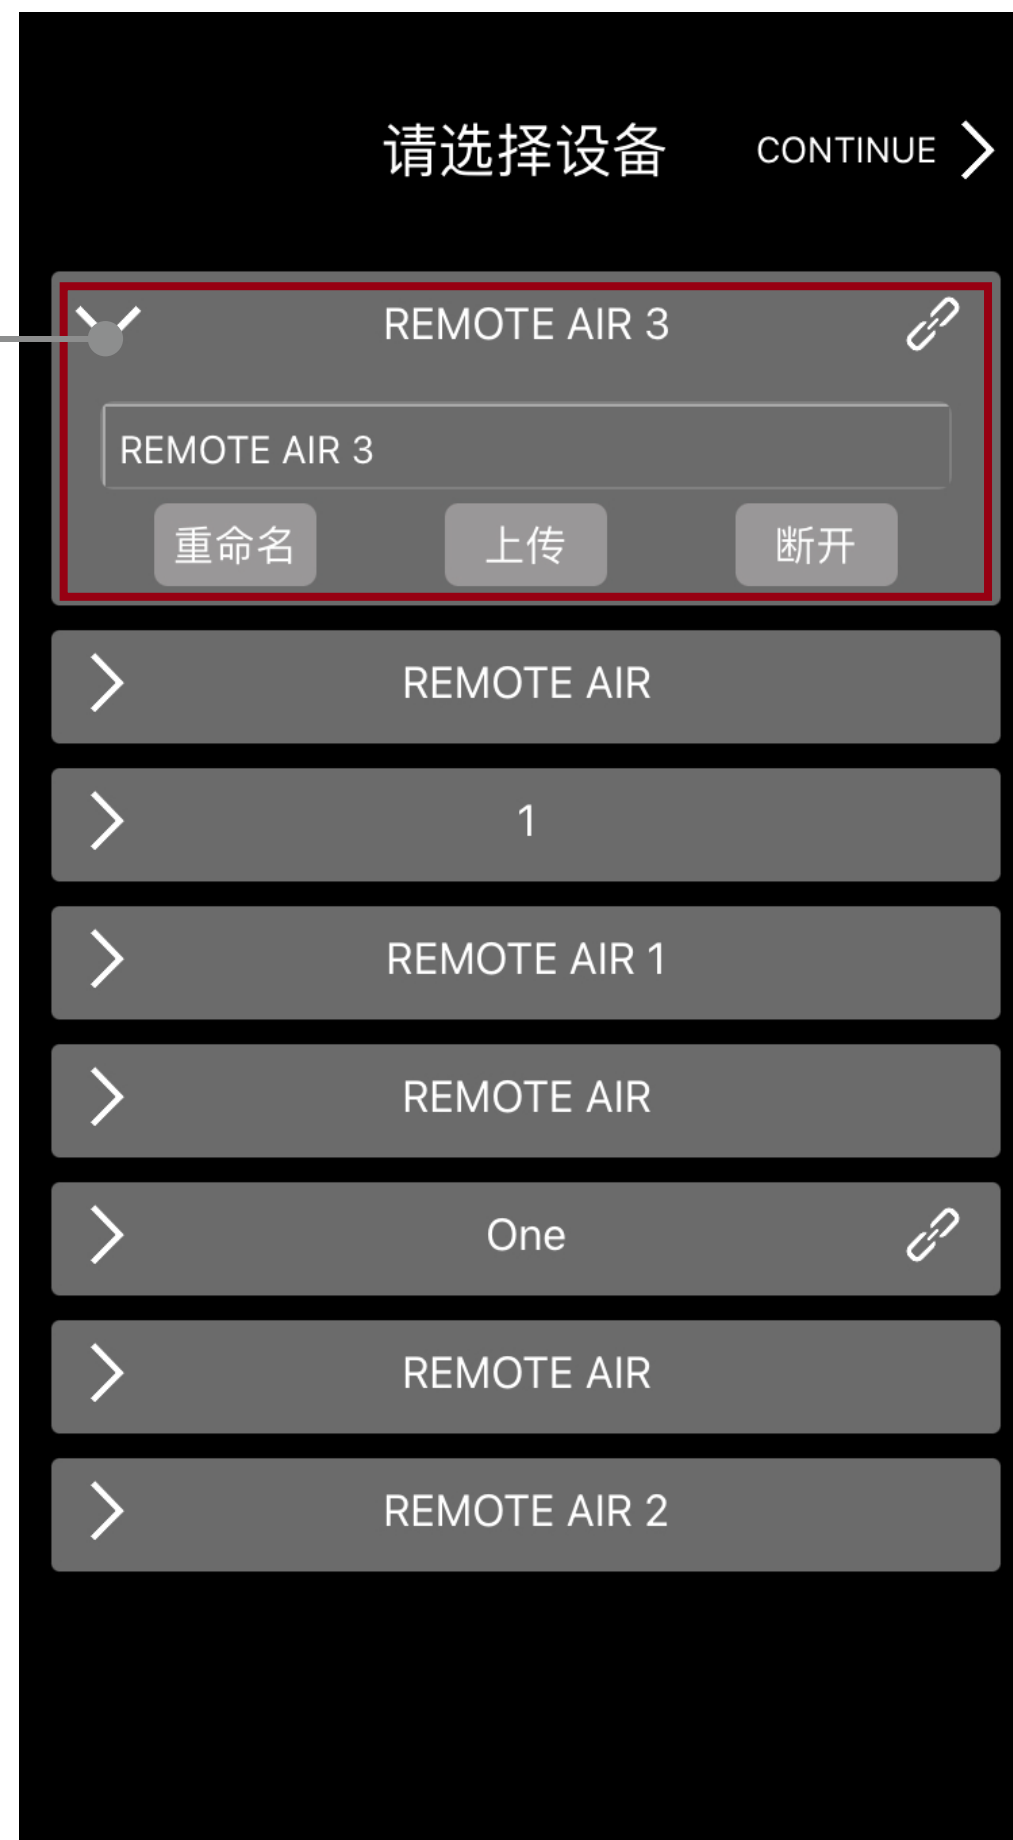 请选择设备 CONTINUE
REMOTE AIR 3
REMOTE AIR 3
重命名 上传 断开
REMOTE AIR
1
REMOTE AIR 1
REMOTE AIR
One
REMOTE AIR
REMOTE AIR 2